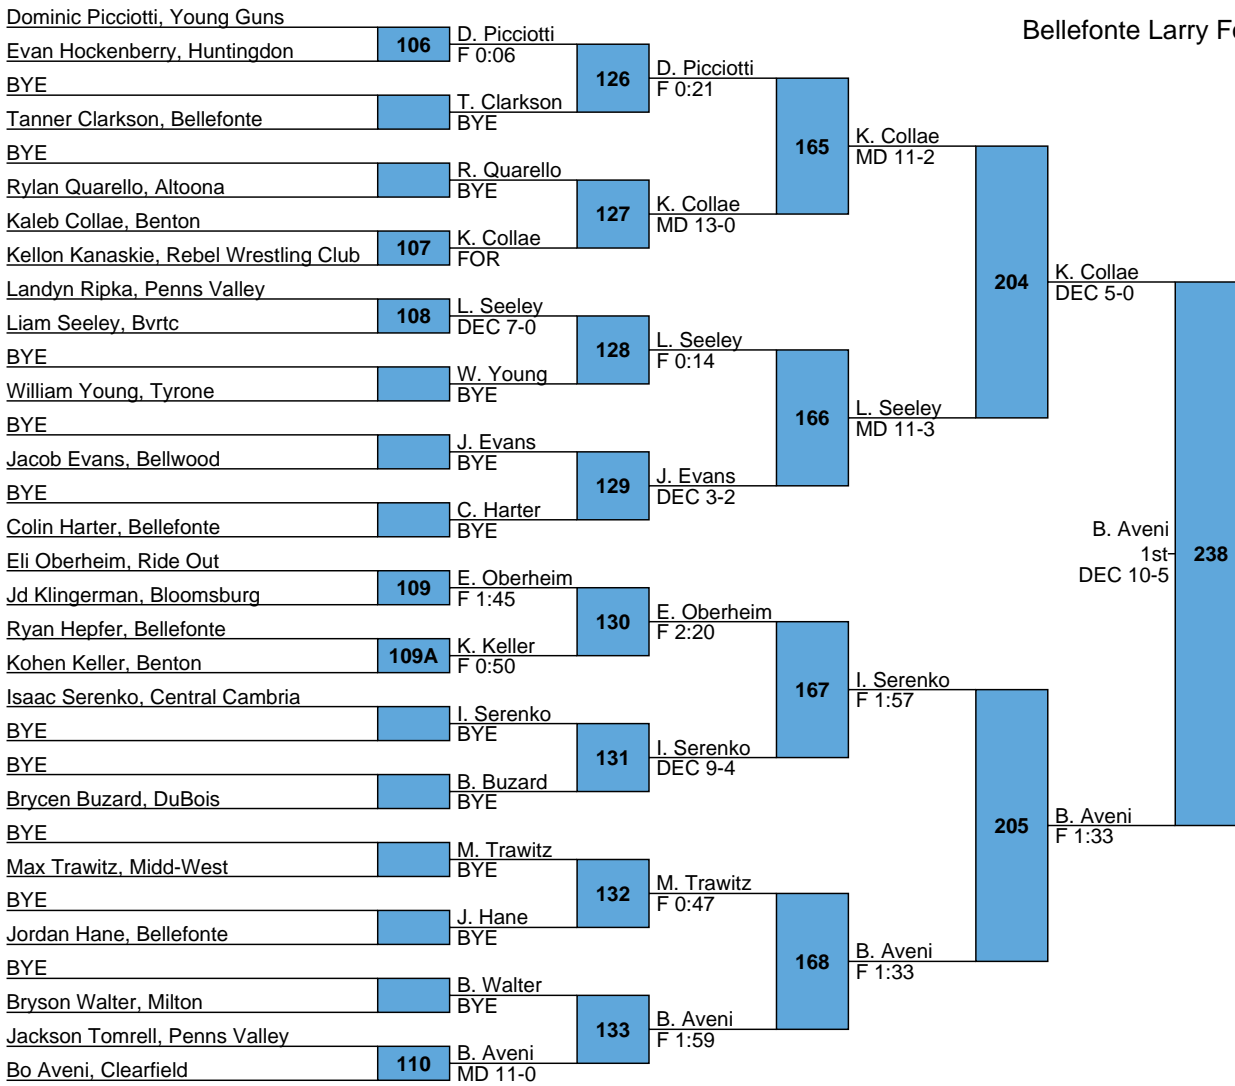 Dominic Picciotti, Young Guns
Evan Hockenberry, Huntingdon
BYE
Tanner Clarkson, Bellefonte
BYE
Rylan Quarello, Altoona
Kaleb Collae, Benton
Kellon Kanaskie, Rebel Wrestling Club
Landyn Ripka, Penns Valley
Liam Seeley, Bvrtc
BYE
William Young, Tyrone
BYE
Jacob Evans, Bellwood
BYE
Colin Harter, Bellefonte
Eli Oberheim, Ride Out
Jd Klingerman, Bloomsburg
Ryan Hepfer, Bellefonte
Kohen Keller, Benton
Isaac Serenko, Central Cambria
BYE
BYE
Brycen Buzard, DuBois
BYE
Max Trawitz, Midd-West
BYE
Jordan Hane, Bellefonte
BYE
Bryson Walter, Milton
Jackson Tomrell, Penns Valley
Bo Aveni, Clearfield
106
107
108
109
109A
110
D. Picciotti
F 0:06
T. Clarkson
BYE
R. Quarello
BYE
K. Collae
FOR
L. Seeley
DEC 7-0
W. Young
BYE
J. Evans
BYE
C. Harter
BYE
E. Oberheim
F 1:45
K. Keller
F 0:50
I. Serenko
BYE
B. Buzard
BYE
M. Trawitz
BYE
J. Hane
BYE
B. Walter
BYE
B. Aveni
MD 11-0
126
127
128
129
130
131
132
133
D. Picciotti
F 0:21
K. Collae
MD 13-0
L. Seeley
F 0:14
J. Evans
DEC 3-2
E. Oberheim
F 2:20
I. Serenko
DEC 9-4
M. Trawitz
F 0:47
B. Aveni
F 1:59
165
166
167
168
K. Collae
MD 11-2
L. Seeley
MD 11-3
I. Serenko
F 1:57
B. Aveni
F 1:33
204
205
Bellefonte Larry
K. Collae
DEC 5-0
B. Aveni
F 1:33
B. Aveni
1st
DEC 10-5
238